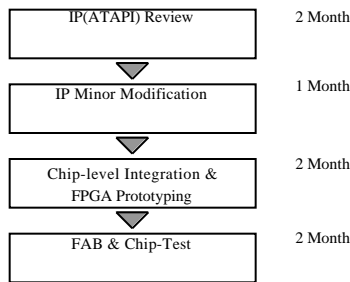 IP(ATAPI) Review
2 Month
IP Minor Modification
1 Month
Chip-level Integration &
FPGA Prototyping
2 Month
FAB & Chip-Test
2 Month